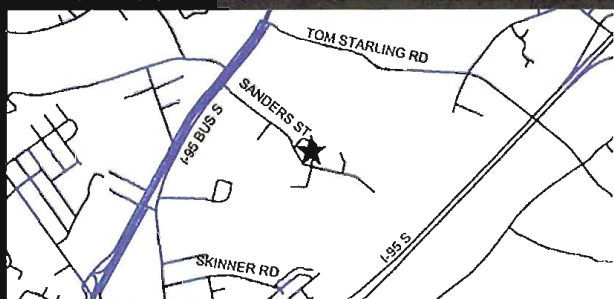 TOM STARLING RD
SANDERS ST
I-95 BUS S
I-95 S
SKINNER RD